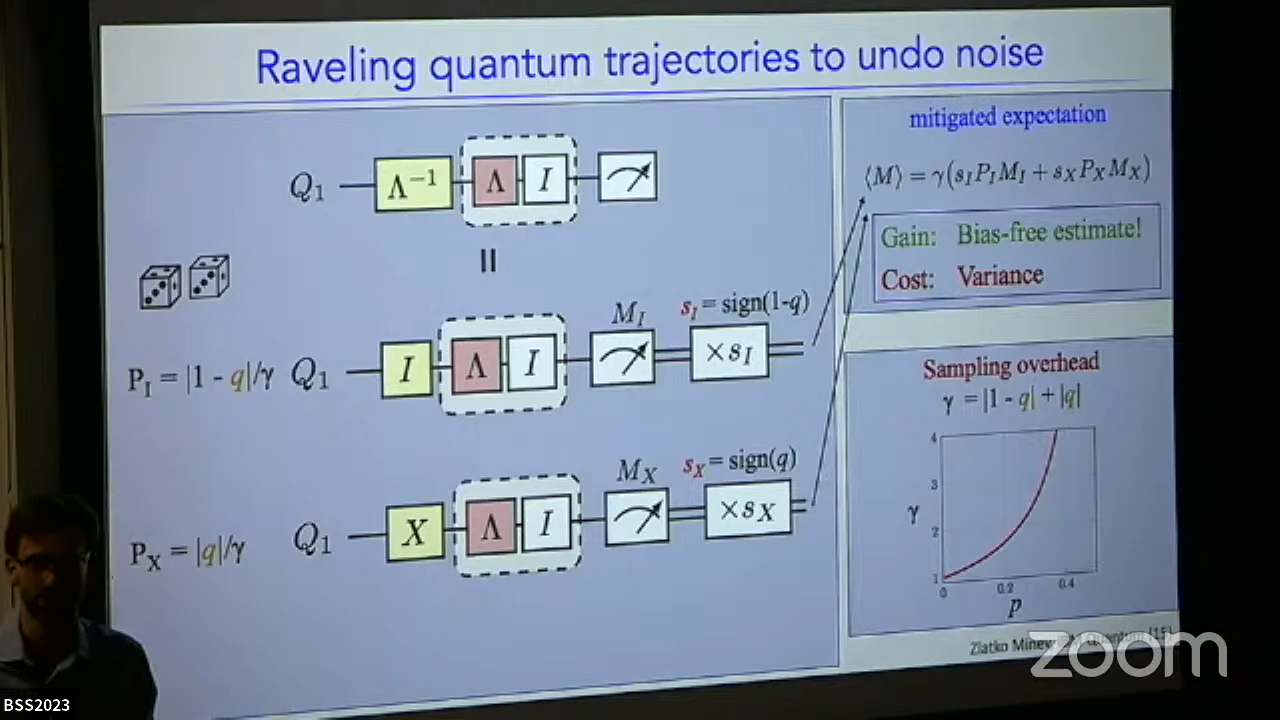 Raveling quantum trajectories to undo noise
Q₁ Λ⁻¹ Λ I
=
P_I = |1 - q|/γ Q₁ I Λ I M_I s_I = sign(1-q) ×s_I
P_X = |q|/γ Q₁ X Λ I M_X s_X = sign(q) ×s_X
mitigated expectation
⟨M⟩ = γ(s_I P_I M_I + s_X P_X M_X)
Gain: Bias-free estimate!
Cost: Variance
Sampling overhead
γ = |1 - q| + |q|
4
3
γ
2
1
0 0.2 0.4
p
Zlatko
zoom
BSS2023